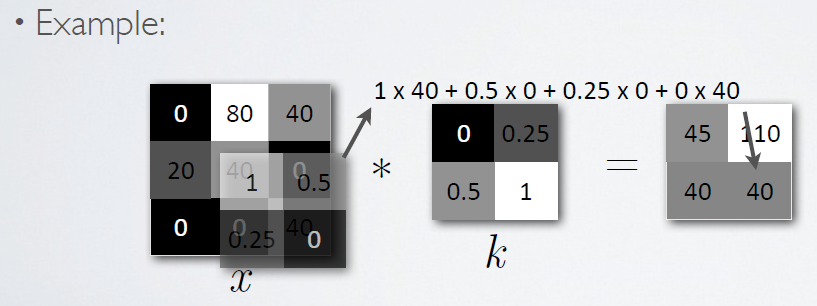 • Example:
1 x 40 + 0.5 x 0 + 0.25 x 0 + 0 x 40
0 80 40
0 0.25
45 110
20 40 0
1 0.5
∗
=
0.5 1
40 40
0 0 40
0.25 0
x
k